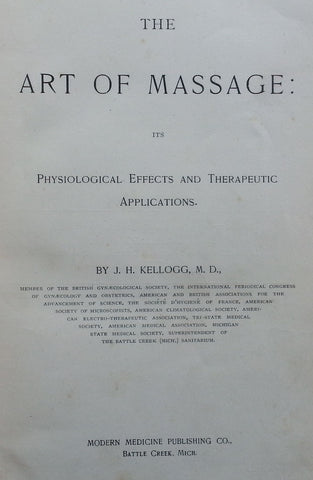 THE
ART OF MASSAGE:
ITS
PHYSIOLOGICAL EFFECTS AND THERAPEUTIC
APPLICATIONS.
BY J. H. KELLOGG, M. D.,
MEMBER OF THE BRITISH GYNÆCOLOGICAL SOCIETY, THE INTERNATIONAL PERIODICAL CONGRESS
OF GYNÆCOLOGY AND OBSTETRICS, AMERICAN AND BRITISH ASSOCIATIONS FOR THE
ADVANCEMENT OF SCIENCE, THE SOCIÉTÉ D'HYGIENE OF FRANCE, AMERICAN
SOCIETY OF MICROSCOPISTS, AMERICAN CLIMATOLOGICAL SOCIETY, AMERI-
CAN ELECTRO-THERAPEUTIC ASSOCIATION, TRI-STATE MEDICAL
SOCIETY, AMERICAN MEDICAL ASSOCIATION, MICHIGAN
STATE MEDICAL SOCIETY, SUPERINTENDENT OF
THE BATTLE CREEK (MICH.) SANITARIUM.
MODERN MEDICINE PUBLISHING CO.,
BATTLE CREEK, MICH.